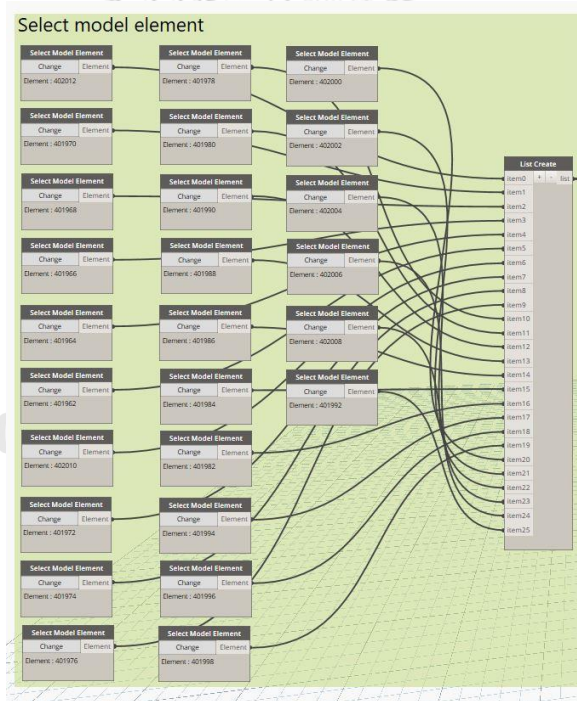 Select model element
Select Model Element Select Model Element Select Model Element
Change Element Change Element Change Element
Element : 402012 Element : 401978 Element : 402000
Select Model Element Select Model Element Select Model Element
Change Element Change Element Change Element
Element : 401970 Element : 401980 Element : 402002
Select Model Element Select Model Element Select Model Element
Change Element Change Element Change Element
Element : 401968 Element : 401990 Element : 402004
Select Model Element Select Model Element Select Model Element
Change Element Change Element Change Element
Element : 401966 Element : 401988 Element : 402006
Select Model Element Select Model Element Select Model Element
Change Element Change Element Change Element
Element : 401964 Element : 401986 Element : 402008
Select Model Element Select Model Element Select Model Element
Change Element Change Element Change Element
Element : 401962 Element : 401984 Element : 401992
Select Model Element Select Model Element
Change Element Change Element
Element : 402010 Element : 401982
Select Model Element Select Model Element
Change Element Change Element
Element : 401972 Element : 401994
Select Model Element Select Model Element
Change Element Change Element
Element : 401974 Element : 401996
Select Model Element Select Model Element
Change Element Change Element
Element : 401976 Element : 401998
List Create
item0 + - list
item1
item2
item3
item4
item5
item6
item7
item8
item9
item10
item11
item12
item13
item14
item15
item16
item17
item18
item19
item20
item21
item22
item23
item24
item25